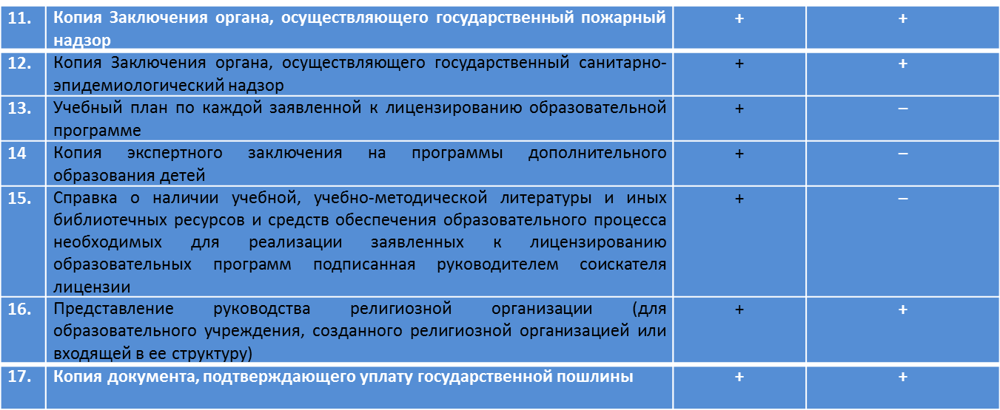 11. Копия Заключения органа, осуществляющего государственный пожарный + +
надзор
12. Копия Заключения органа, осуществляющего государственный санитарно- + +
эпидемиологический надзор
13. Учебный план по каждой заявленной к лицензированию образовательной + –
программе
14 Копия экспертного заключения на программы дополнительного + –
образования детей
15. Справка о наличии учебной, учебно-методической литературы и иных + –
библиотечных ресурсов и средств обеспечения образовательного процесса
необходимых для реализации заявленных к лицензированию
образовательных программ подписанная руководителем соискателя
лицензии
16. Представление руководства религиозной организации (для + +
образовательного учреждения, созданного религиозной организацией или
входящей в ее структуру)
17. Копия документа, подтверждающего уплату государственной пошлины + +